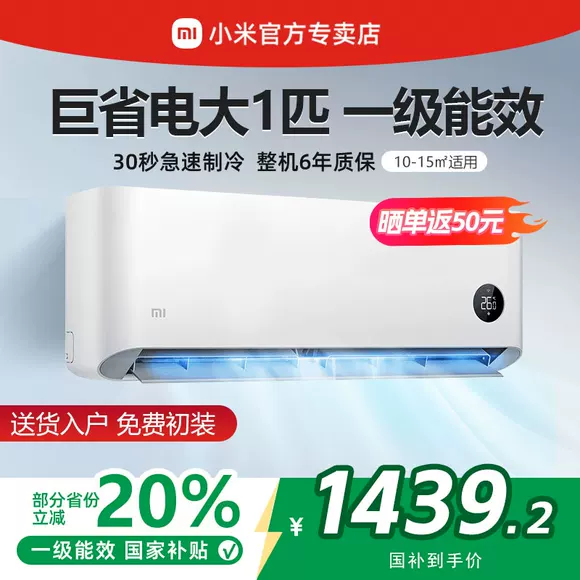 mi 小米官方专卖店
巨省电大1匹 一级能效
30秒急速制冷 整机6年质保 10-15㎡适用
晒单返50元
mi
26
送货入户 免费初装
部分省份立减 20%
一级能效 国家补贴
¥1439.2
国补到手价